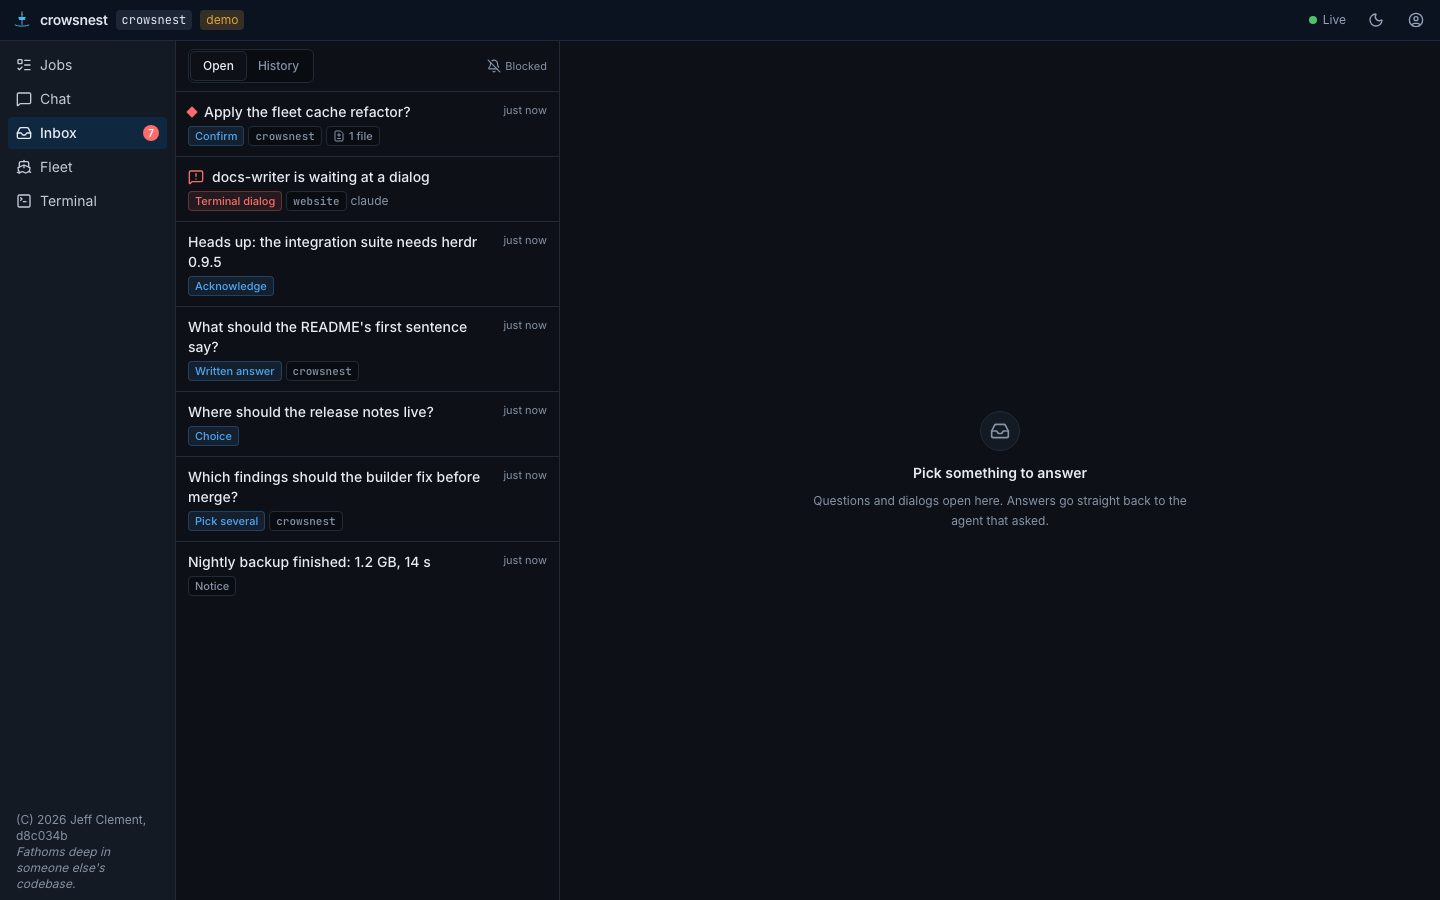 crowsnest crowsnest demo
Live
Jobs
Chat
Inbox 7
Fleet
Terminal
Open History Blocked
Apply the fleet cache refactor? just now
Confirm crowsnest 1 file
docs-writer is waiting at a dialog
Terminal dialog website claude
Heads up: the integration suite needs herdr just now
0.9.5
Acknowledge
What should the README's first sentence just now
say?
Written answer crowsnest
Where should the release notes live? just now
Choice
Which findings should the builder fix before just now
merge?
Pick several crowsnest
Nightly backup finished: 1.2 GB, 14 s just now
Notice
Pick something to answer
Questions and dialogs open here. Answers go straight back to the
agent that asked.
(C) 2026 Jeff Clement,
d8c034b
Fathoms deep in
someone else's
codebase.